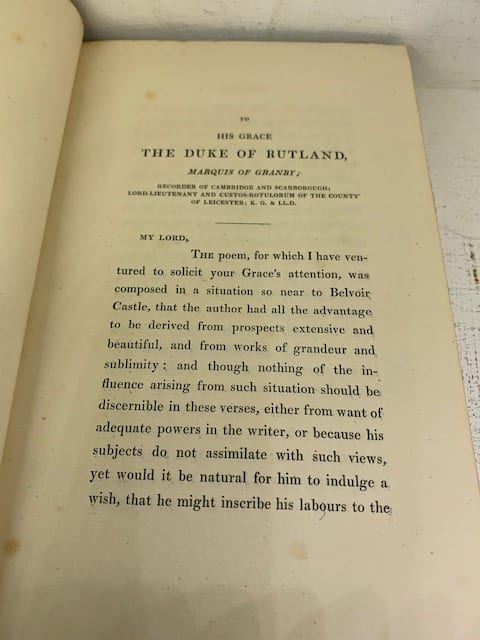 TO
HIS GRACE
THE DUKE OF RUTLAND,
MARQUIS OF GRANBY;
RECORDER OF CAMBRIDGE AND SCARBOROUGH;
LORD-LIEUTENANT AND CUSTOS-ROTULORUM OF THE COUNTY
OF LEICESTER; K. G. & LL.D.
MY LORD,
THE poem, for which I have ven-
tured to solicit your Grace's attention, was
composed in a situation so near to Belvoir
Castle, that the author had all the advantage
to be derived from prospects extensive and
beautiful, and from works of grandeur and
sublimity: and though nothing of the in-
fluence arising from such situation should be
discernible in these verses, either from want of
adequate powers in the writer, or because his
subjects do not assimilate with such views,
yet would it be natural for him to indulge a
wish, that he might inscribe his labours to the